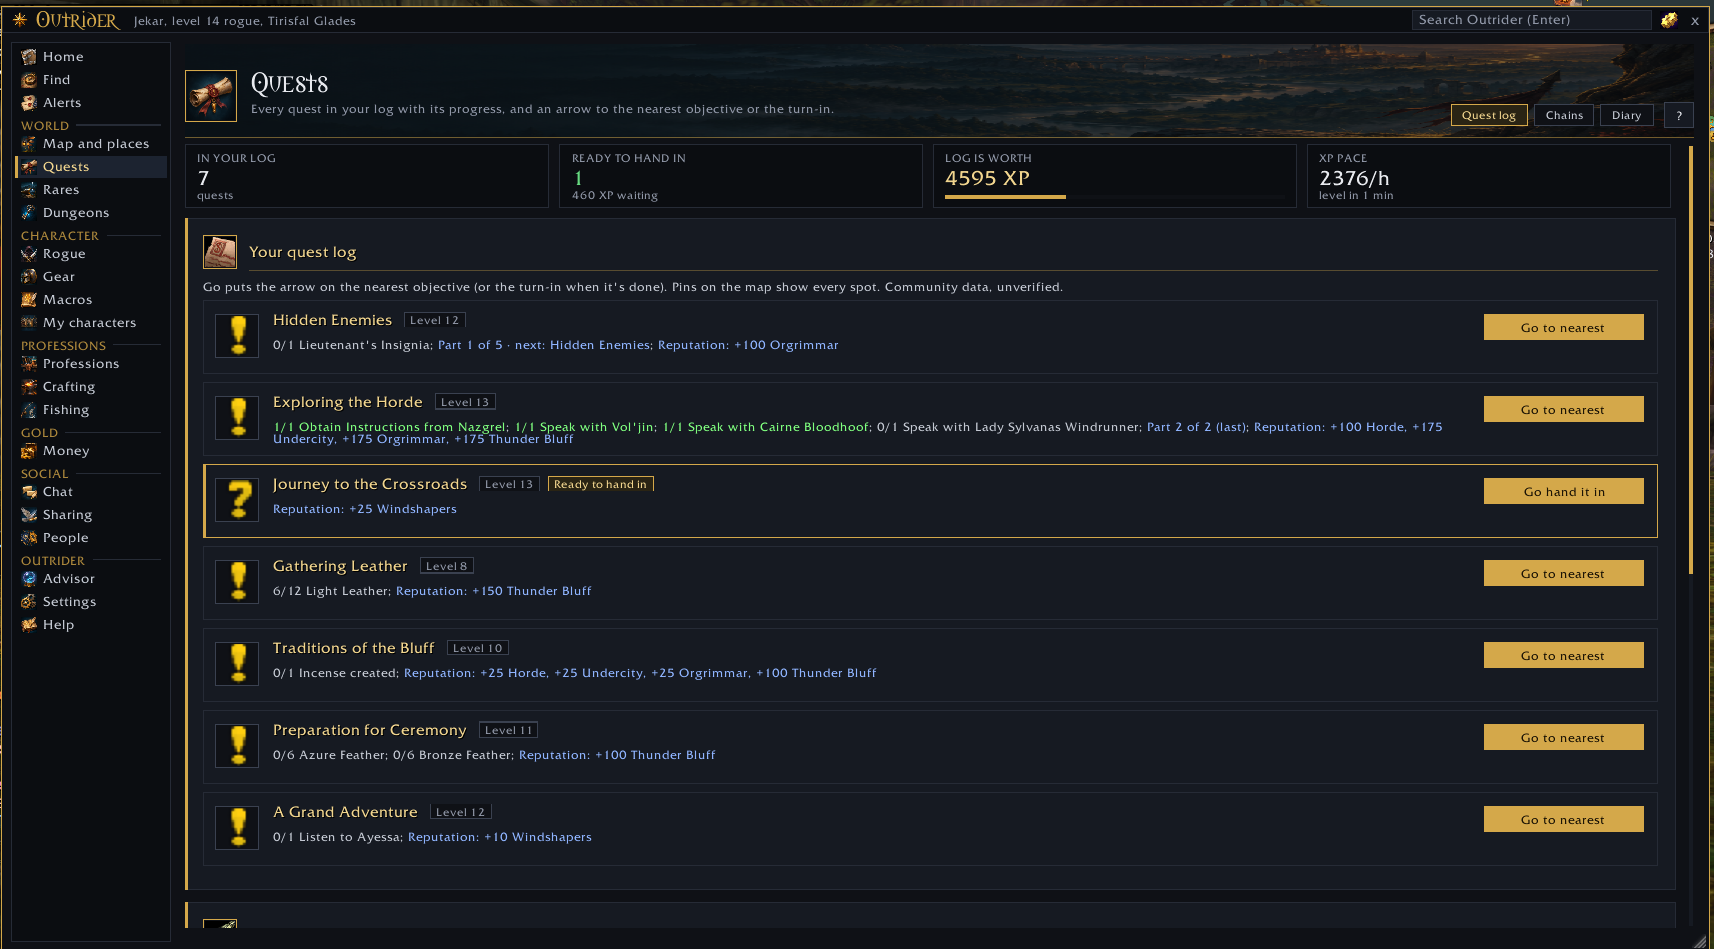 Outrider
Jekar, level 14 rogue, Tirisfal Glades
Search Outrider (Enter)
x
Home
Find
Alerts
WORLD
Map and places
Quests
Rares
Dungeons
CHARACTER
Rogue
Gear
Macros
My characters
PROFESSIONS
Professions
Crafting
Fishing
GOLD
Money
SOCIAL
Chat
Sharing
People
OUTRIDER
Advisor
Settings
Help
Quests
Every quest in your log with its progress, and an arrow to the nearest objective or the turn-in.
Quest log
Chains
Diary
?
IN YOUR LOG
7
quests
READY TO HAND IN
1
460 XP waiting
LOG IS WORTH
4595 XP
XP PACE
2376/h
level in 1 min
Your quest log
Go puts the arrow on the nearest objective (or the turn-in when it's done). Pins on the map show every spot. Community data, unverified.
Hidden Enemies Level 12
0/1 Lieutenant's Insignia; Part 1 of 5 · next: Hidden Enemies; Reputation: +100 Orgrimmar
Go to nearest
Exploring the Horde Level 13
1/1 Obtain Instructions from Nazgrel; 1/1 Speak with Vol'jin; 1/1 Speak with Cairne Bloodhoof; 0/1 Speak with Lady Sylvanas Windrunner; Part 2 of 2 (last); Reputation: +100 Horde, +175
Undercity, +175 Orgrimmar, +175 Thunder Bluff
Go to nearest
Journey to the Crossroads Level 13 Ready to hand in
Reputation: +25 Windshapers
Go hand it in
Gathering Leather Level 8
6/12 Light Leather; Reputation: +150 Thunder Bluff
Go to nearest
Traditions of the Bluff Level 10
0/1 Incense created; Reputation: +25 Horde, +25 Undercity, +25 Orgrimmar, +100 Thunder Bluff
Go to nearest
Preparation for Ceremony Level 11
0/6 Azure Feather; 0/6 Bronze Feather; Reputation: +100 Thunder Bluff
Go to nearest
A Grand Adventure Level 12
0/1 Listen to Ayessa; Reputation: +10 Windshapers
Go to nearest